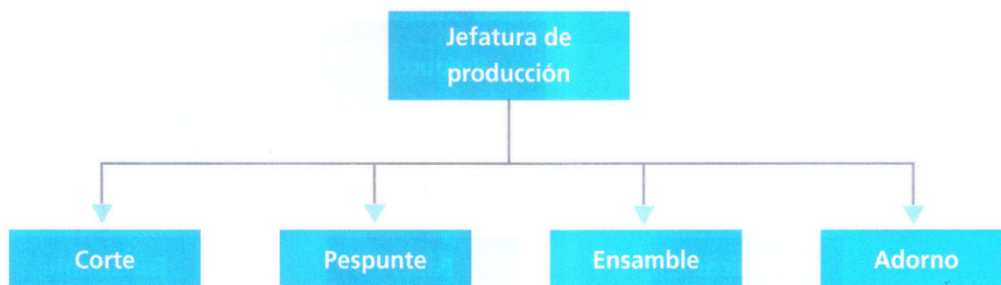 Jefatura de
producción
Corte
Pespunte
Ensamble
Adorno